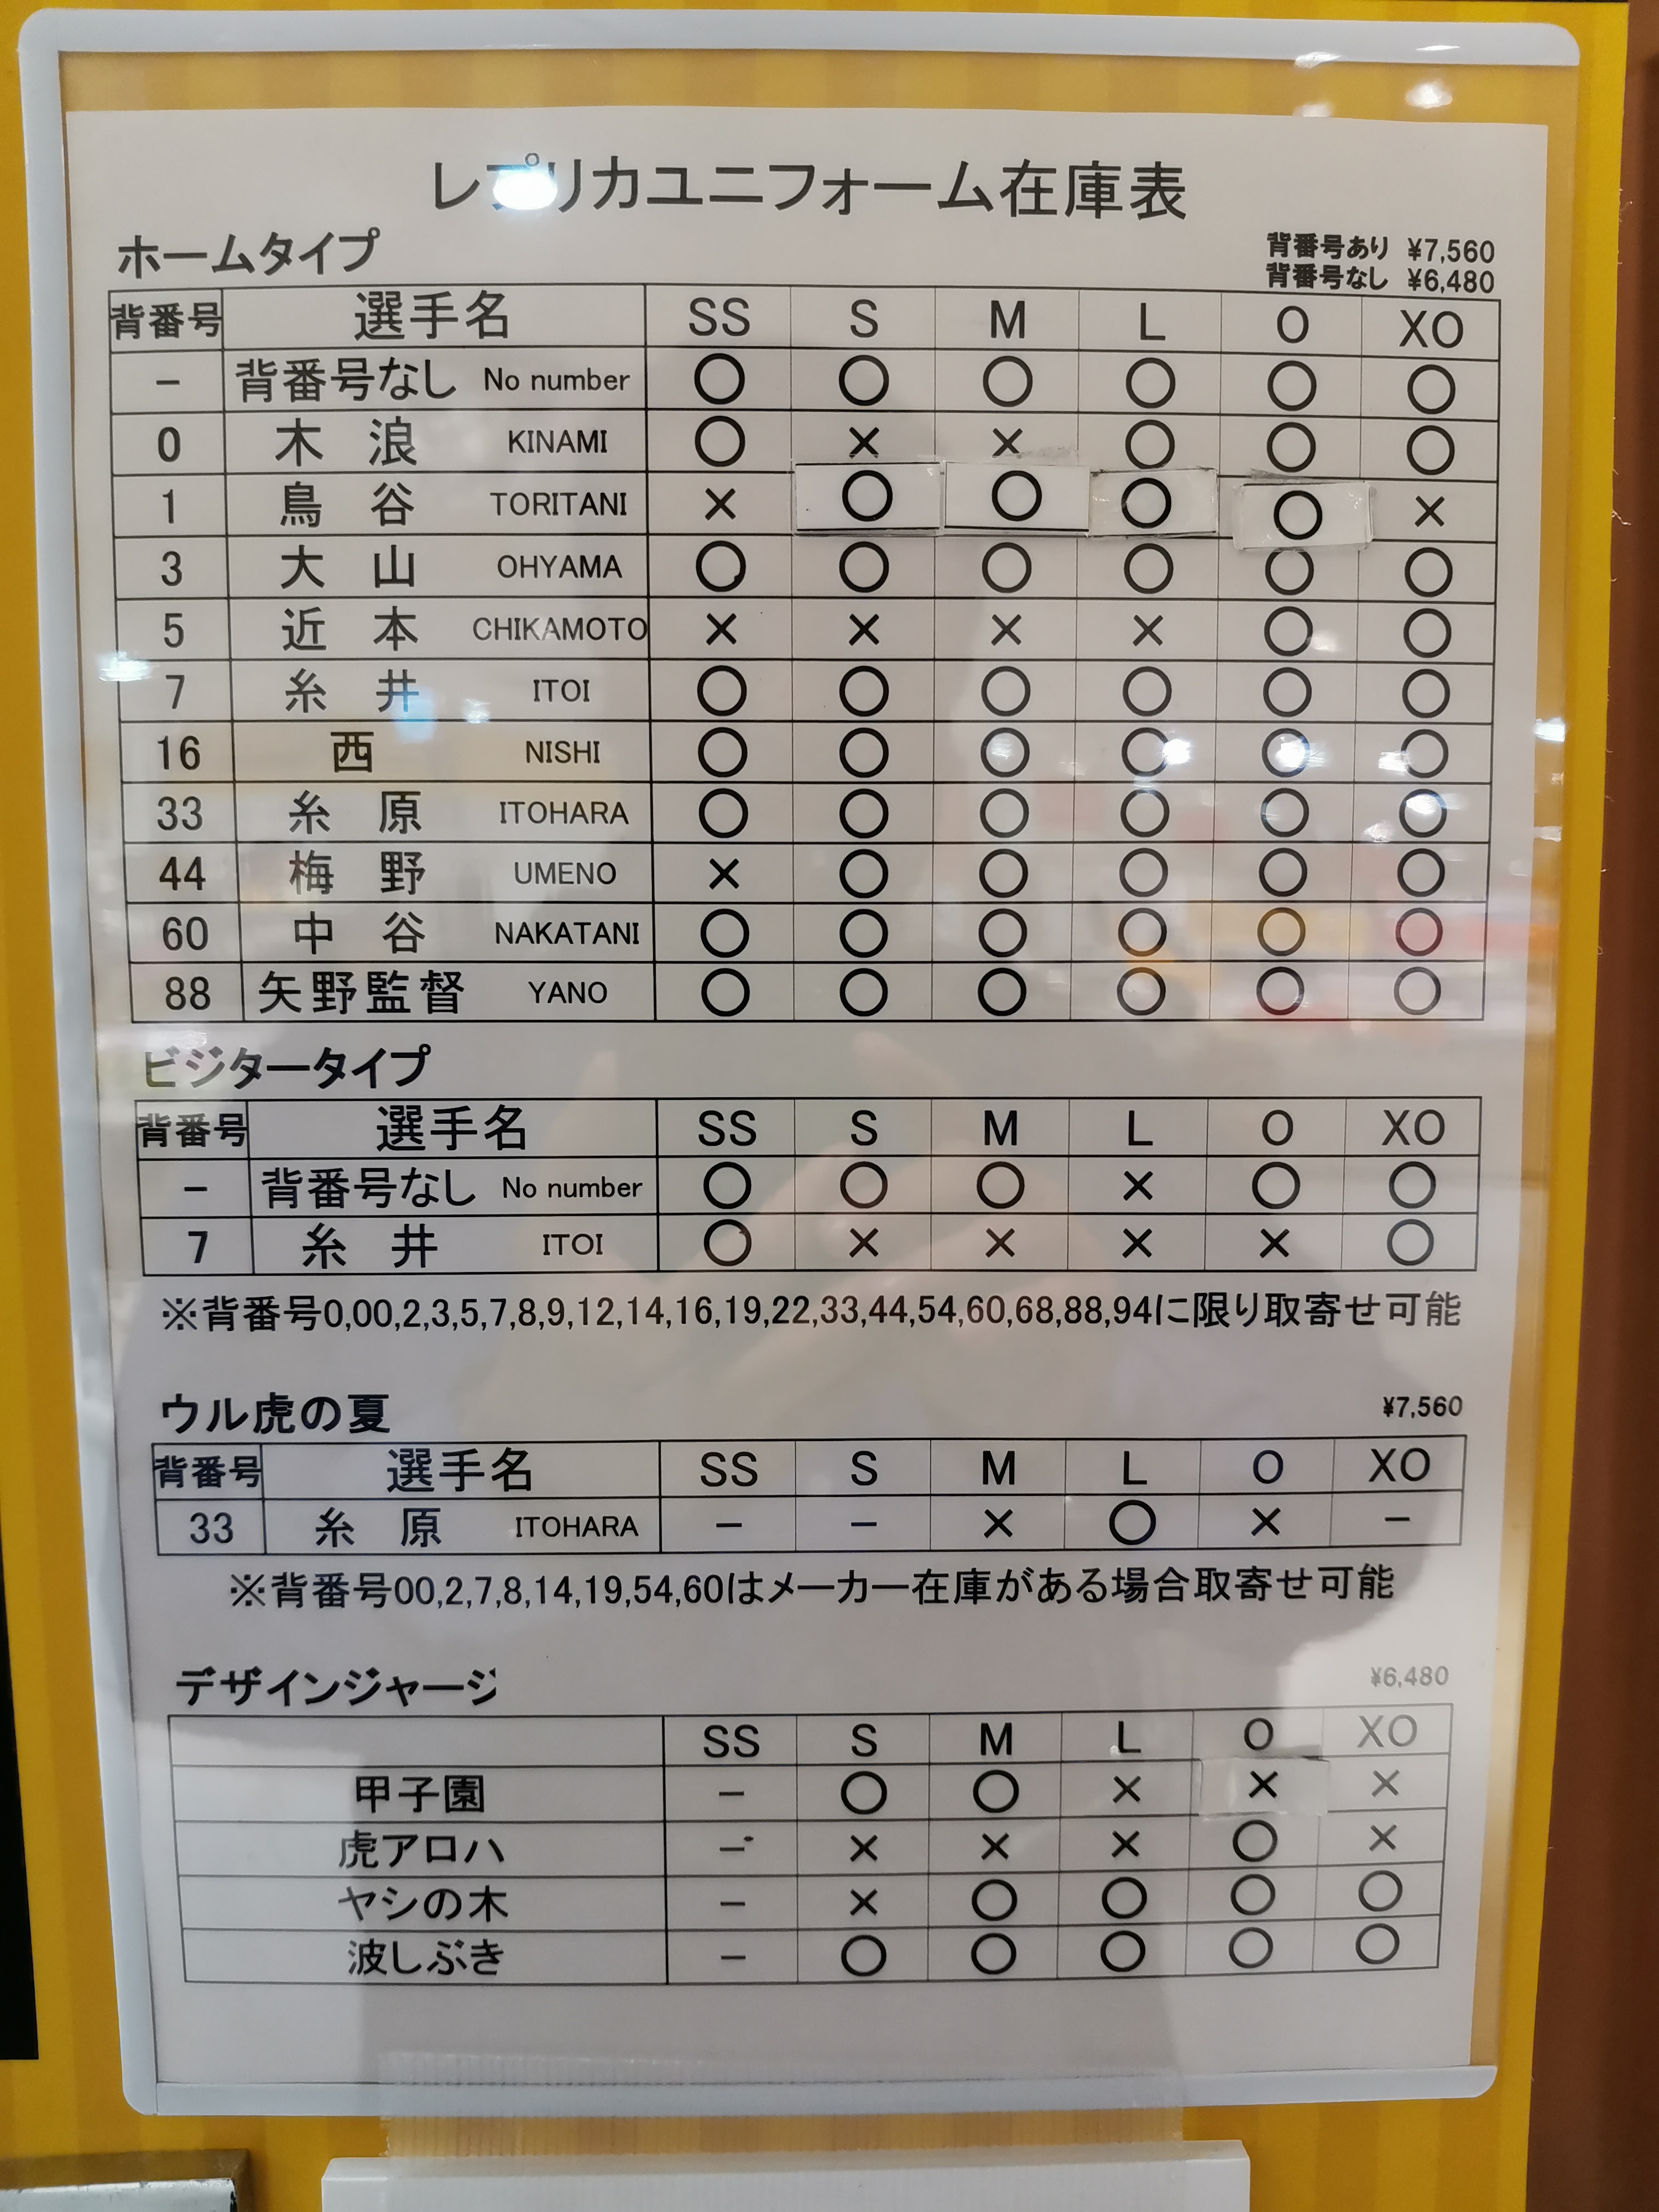 レプリカユニフォーム在庫表
ホームタイプ
背番号あり ¥7,560
背番号なし ¥6,480
背番号 選手名 SS S M L O XO
− 背番号なし No number ○ ○ ○ ○ ○ ○
0 木 浪 KINAMI ○ × × ○ ○ ○
1 鳥 谷 TORITANI × ○ ○ ○ ○ ×
3 大 山 OHYAMA ○ ○ ○ ○ ○ ○
5 近 本 CHIKAMOTO × × × × ○ ○
7 糸 井 ITOI ○ ○ ○ ○ ○ ○
16 西 NISHI ○ ○ ○ ○ ○ ○
33 糸 原 ITOHARA ○ ○ ○ ○ ○ ○
44 梅 野 UMENO × ○ ○ ○ ○ ○
60 中 谷 NAKATANI ○ ○ ○ ○ ○ ○
88 矢野監督 YANO ○ ○ ○ ○ ○ ○
ビジタータイプ
背番号 選手名 SS S M L O XO
− 背番号なし No number ○ ○ ○ × ○ ○
7 糸 井 ITOI ○ × × × × ○
※背番号0,00,2,3,5,7,8,9,12,14,16,19,22,33,44,54,60,68,88,94に限り取寄せ可能
ウル虎の夏 ¥7,560
背番号 選手名 SS S M L O XO
33 糸 原 ITOHARA − − × ○ × −
※背番号00,2,7,8,14,19,54,60はメーカー在庫がある場合取寄せ可能
デザインジャージ ¥6,480
SS S M L O XO
甲子園 − ○ ○ × × ×
虎アロハ − × × × ○ ×
ヤシの木 − × ○ ○ ○ ○
波しぶき − ○ ○ ○ ○ ○